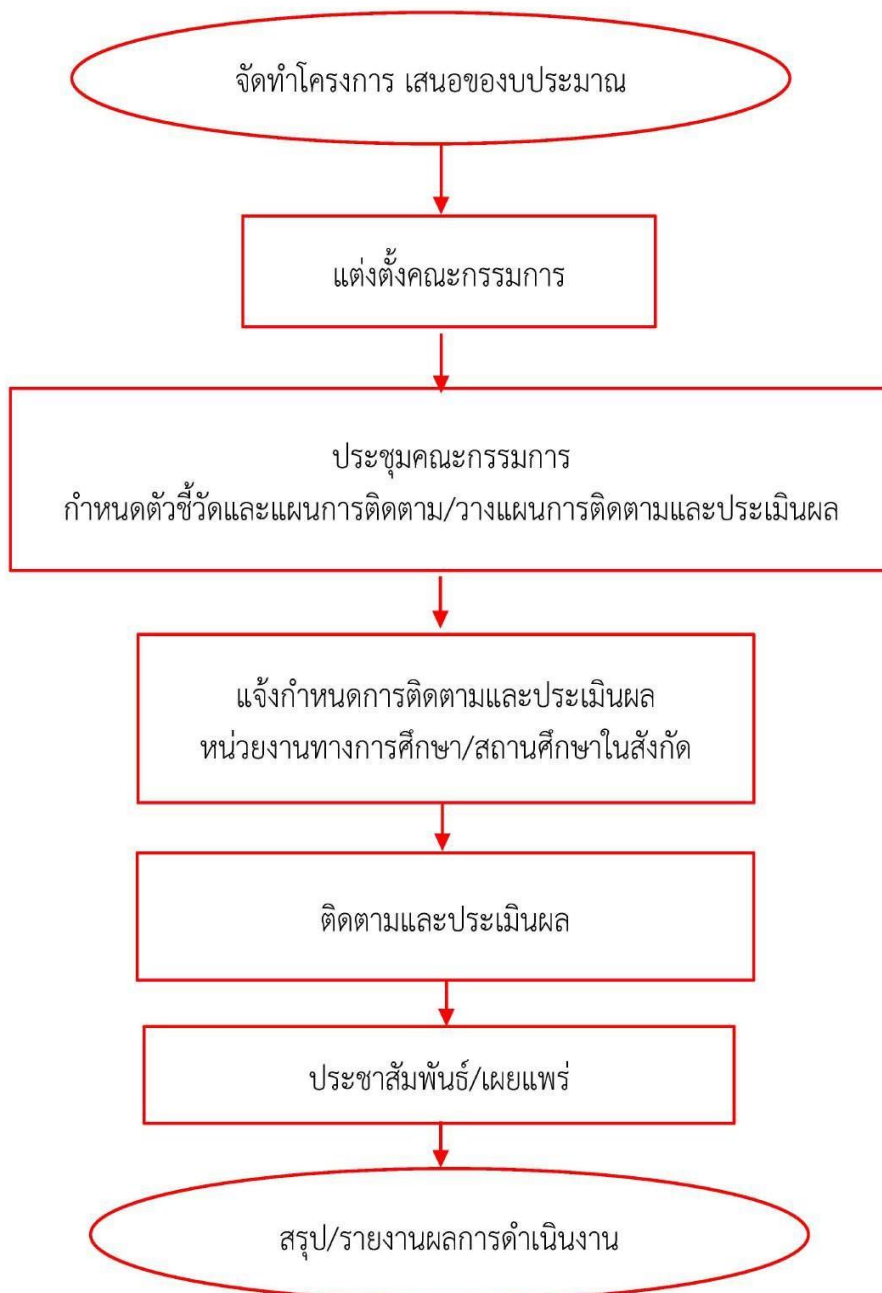 จัดทำโครงการ เสนอของบประมาณ
แต่งตั้งคณะกรรมการ
ประชุมคณะกรรมการ
กำหนดตัวชี้วัดและแผนการติดตาม/วางแผนการติดตามและประเมินผล
แจ้งกำหนดการติดตามและประเมินผล
หน่วยงานทางการศึกษา/สถานศึกษาในสังกัด
ติดตามและประเมินผล
ประชาสัมพันธ์/เผยแพร่
สรุป/รายงานผลการดำเนินงาน